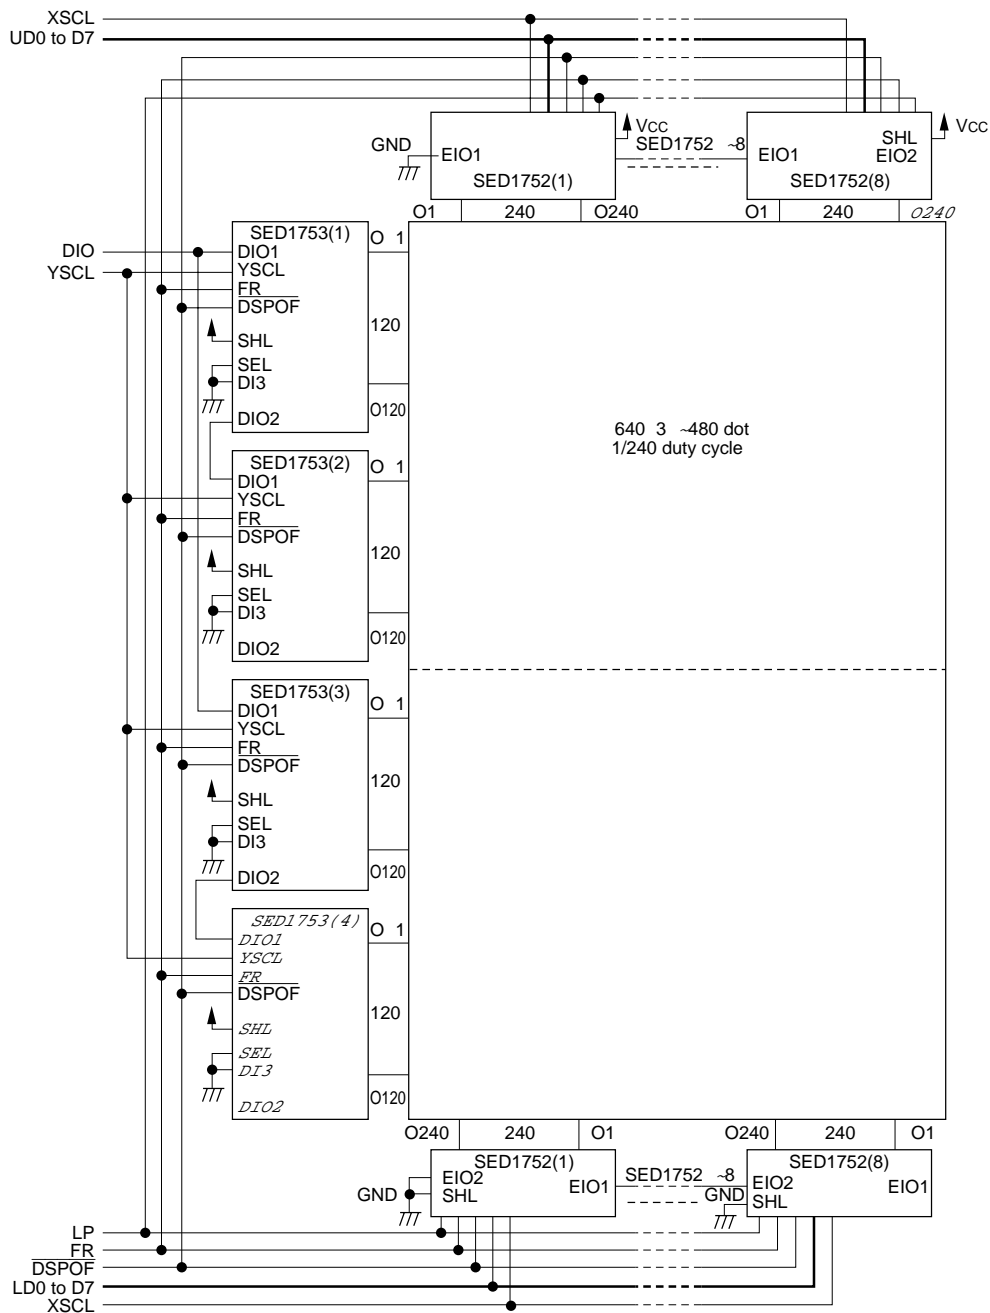 XSCL
UD0 to D7
GND
EIO1
SED1752(1)
VCC
SED1752 ~8
EIO1
SHL
EIO2
SED1752(8)
VCC
O1 240 O240
O1 240 O240
DIO
YSCL
SED1753(1)
DIO1
YSCL
FR
DSPOF
SHL
SEL
DI3
DIO2
O 1
120
O120
640 3 ~480 dot
1/240 duty cycle
SED1753(2)
DIO1
YSCL
FR
DSPOF
SHL
SEL
DI3
DIO2
O 1
120
O120
SED1753(3)
DIO1
YSCL
FR
DSPOF
SHL
SEL
DI3
DIO2
O 1
120
O120
SED1753(4)
DIO1
YSCL
FR
DSPOF
SHL
SEL
DI3
DIO2
O 1
120
O120
O240 240 O1
O240 240 O1
SED1752(1)
EIO2
SHL
EIO1
GND
SED1752 ~8
GND
SED1752(8)
EIO2
SHL
EIO1
LP
FR
DSPOF
LD0 to D7
XSCL